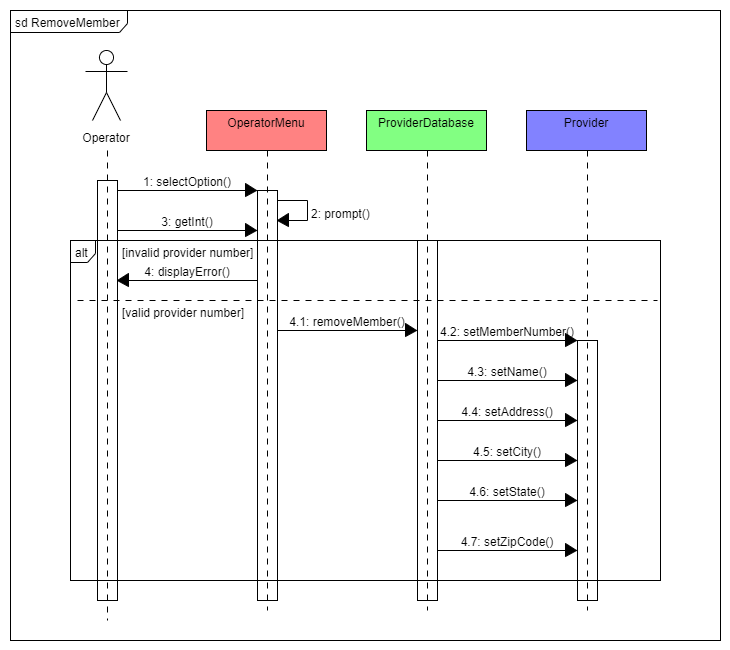 sd RemoveMember
Operator
OperatorMenu
ProviderDatabase
Provider
1: selectOption()
2: prompt()
3: getInt()
alt
[invalid provider number]
4: displayError()
[valid provider number]
4.1: removeMember()
4.2: setMemberNumber()
4.3: setName()
4.4: setAddress()
4.5: setCity()
4.6: setState()
4.7: setZipCode()